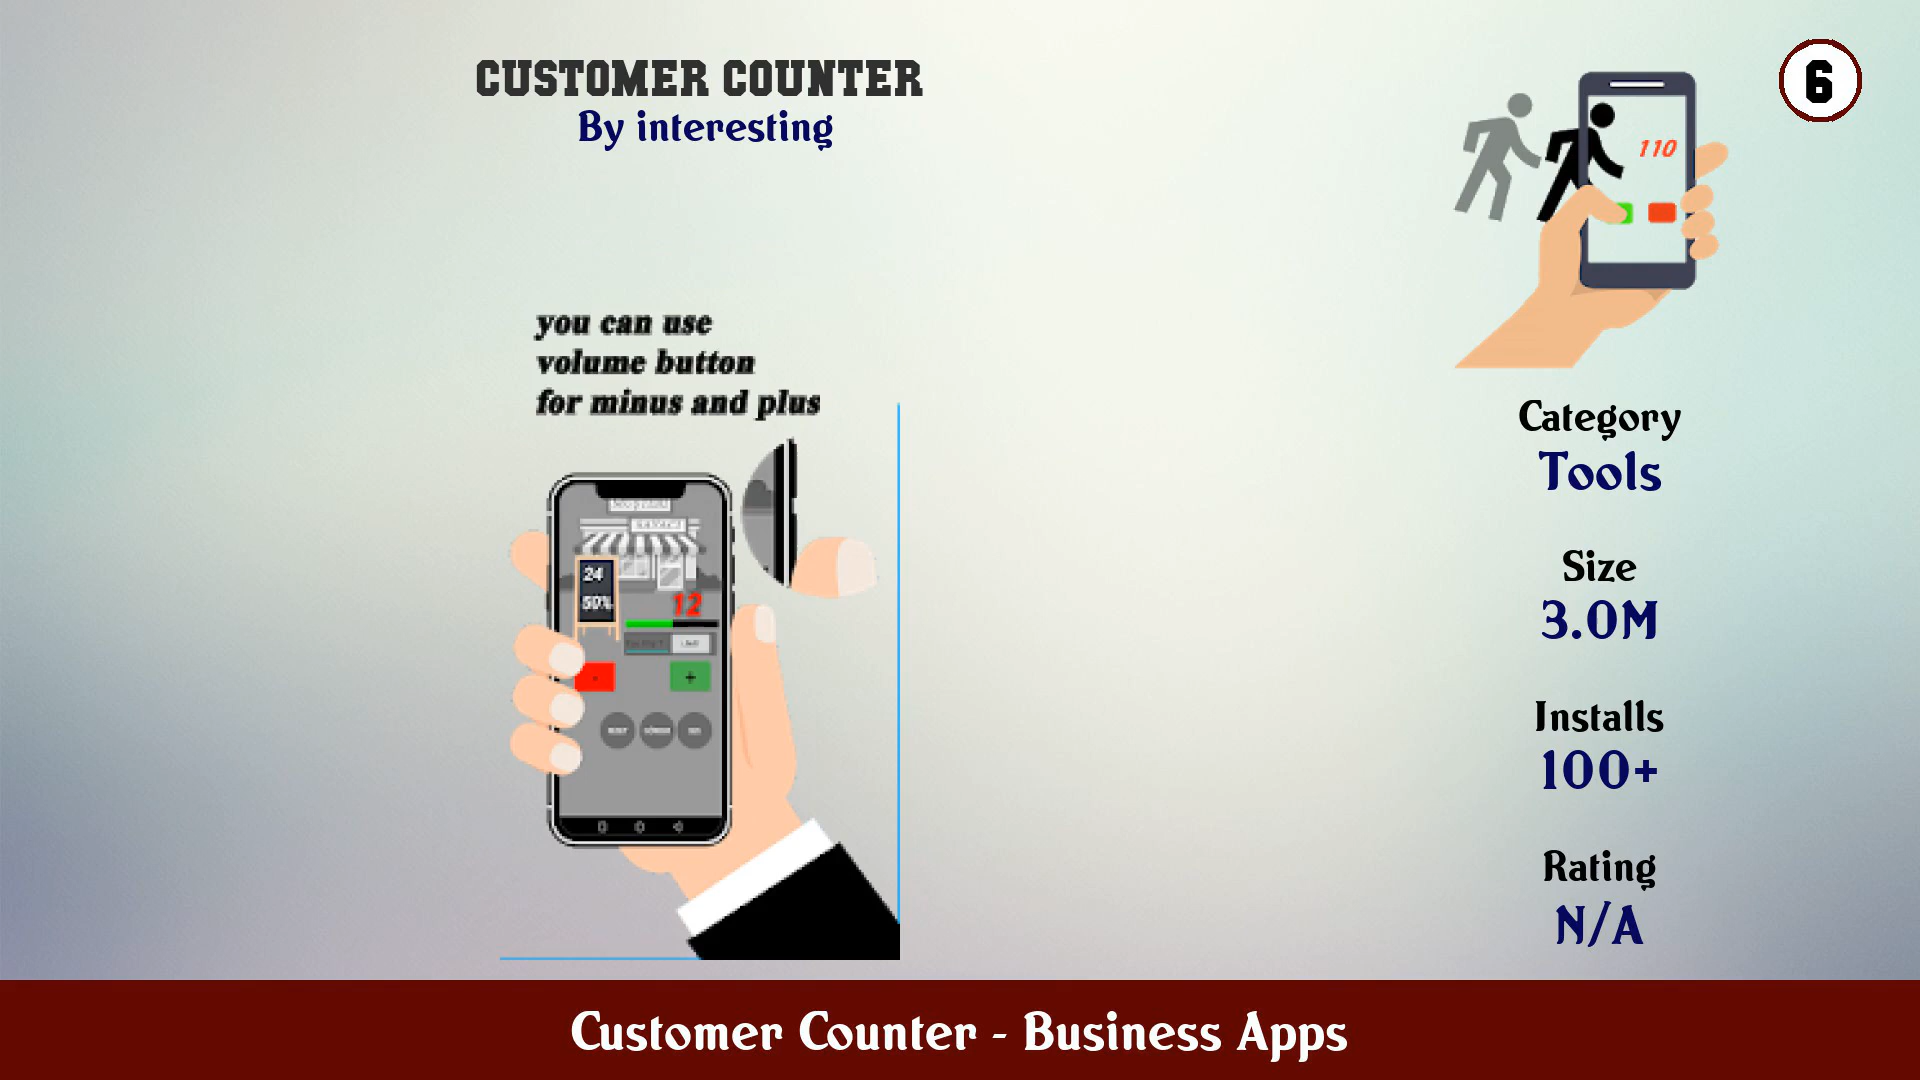 CUSTOMER COUNTER
By interesting
6
110
you can use
volume button
for minus and plus
24
50%
12
-
+
Category
Tools
Size
3.0M
Installs
100+
Rating
N/A
Customer Counter - Business Apps